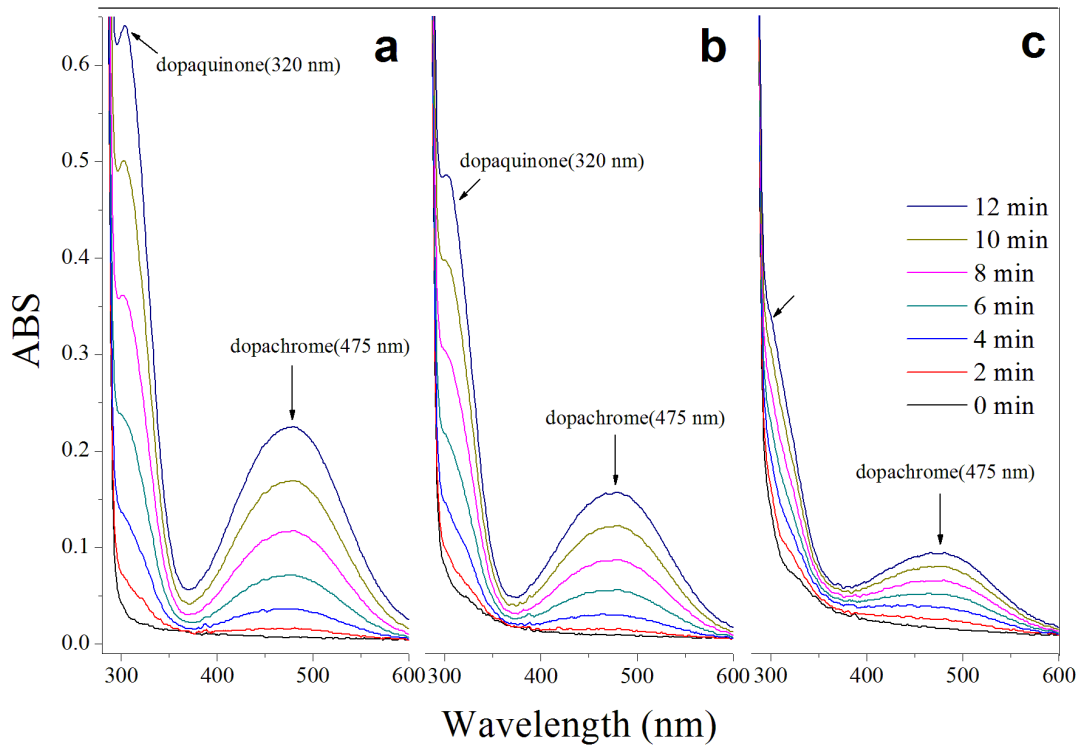 a
b
c
dopaquinone(320 nm)
dopachrome(475 nm)
dopaquinone(320 nm)
dopachrome(475 nm)
dopachrome(475 nm)
12 min
10 min
8 min
6 min
4 min
2 min
0 min
ABS
0.6
0.5
0.4
0.3
0.2
0.1
0.0
300 400 500 600 300 400 500 600 300 400 500 600
Wavelength (nm)